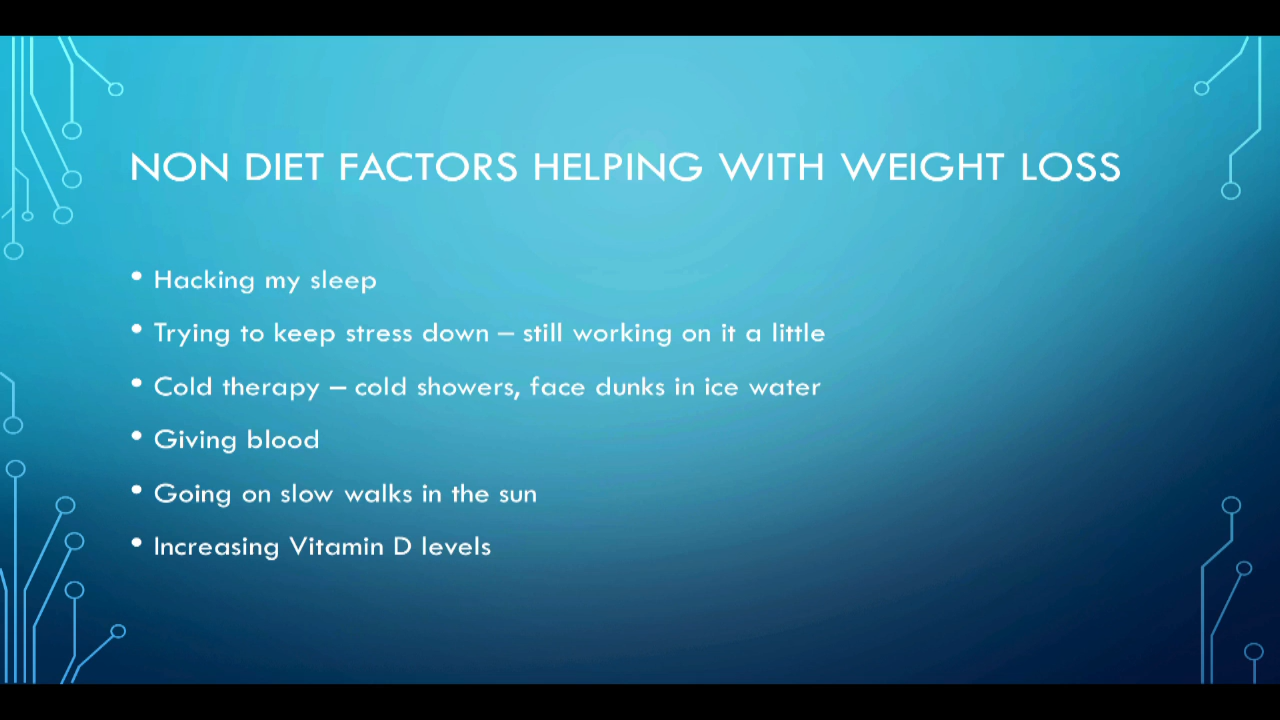 NON DIET FACTORS HELPING WITH WEIGHT LOSS
• Hacking my sleep
• Trying to keep stress down – still working on it a little
• Cold therapy – cold showers, face dunks in ice water
• Giving blood
• Going on slow walks in the sun
• Increasing Vitamin D levels